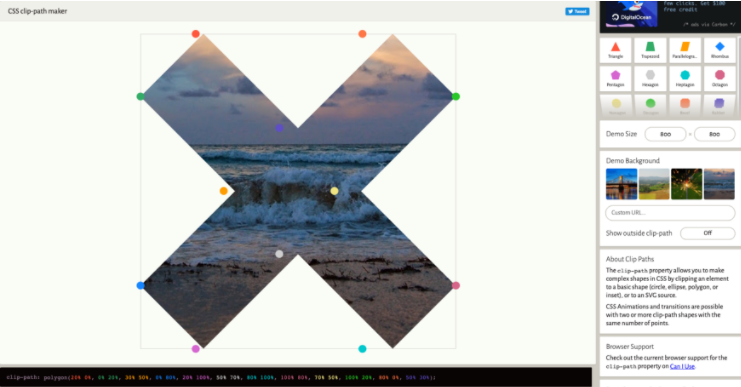 CSS clip-path maker
Tweet
few clicks. Get $100
free credit
DigitalOcean
ads via Carbon
Triangle
Trapezoid
Parallelogra...
Rhombus
Pentagon
Hexagon
Heptagon
Octagon
Nonagon
Decagon
Bevel
Rabbet
Demo Size
800
×
800
Demo Background
Custom URL...
Show outside clip-path
Off
About Clip Paths
The clip-path property allows you to make
complex shapes in CSS by clipping an element
to a basic shape (circle, ellipse, polygon, or
inset), or to an SVG source.
CSS Animations and transitions are possible
with two or more clip-path shapes with the
same number of points.
Browser Support
Check out the current browser support for the
clip-path property on Can I Use.
clip-path: polygon(20% 0%, 0% 20%, 30% 50%, 0% 80%, 20% 100%, 50% 70%, 80% 100%, 100% 80%, 70% 50%, 100% 20%, 80% 0%, 50% 30%);